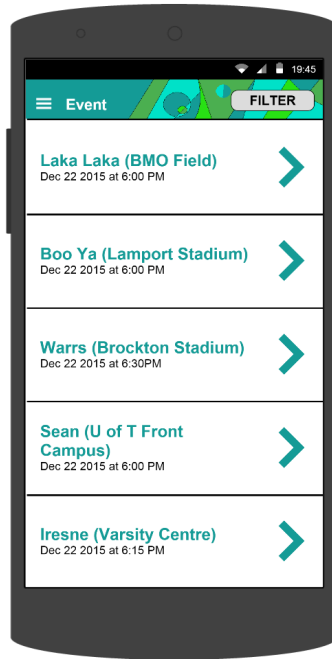 19:45
Event
FILTER
Laka Laka (BMO Field)
Dec 22 2015 at 6:00 PM
Boo Ya (Lamport Stadium)
Dec 22 2015 at 6:00 PM
Warrs (Brockton Stadium)
Dec 22 2015 at 6:30PM
Sean (U of T Front
Campus)
Dec 22 2015 at 6:00 PM
Iresne (Varsity Centre)
Dec 22 2015 at 6:15 PM